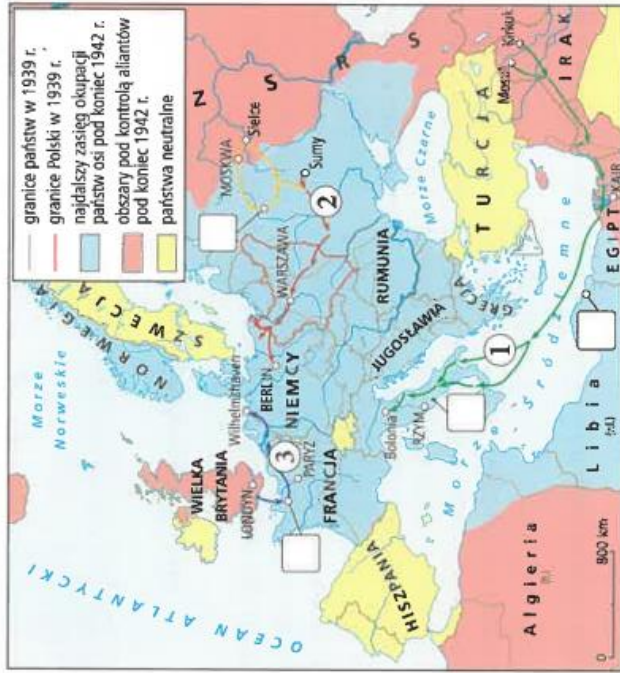 granice państw w 1939 r.
granice Polski w 1939 r.
najdalszy zasięg okupacji
państw osi pod koniec 1942 r.
obszary pod kontrolą aliantów
pod koniec 1942 r.
państwa neutralne
Morze
Norweskie
NORWEGIA
SZWECJA
Z S R S
MOSKWA
Sielce
Sumy
2
WIELKA
BRYTANIA
LONDYN
Wilhelmshaven
BERLIN
NIEMCY
WARSZAWA
3
PARYŻ
FRANCJA
OCEAN ATLANTYCKI
RUMUNIA
JUGOSŁAWIA
Morze Czarne
TURCJA
Mosul
Kirkuk
IRAK
Bolonia
RZYM
GRECJA
HISZPANIA
1
Morze Śródziemne
Algieria
(fr.)
Libia
(wł.)
EGIPT
KAIR
0 800 km